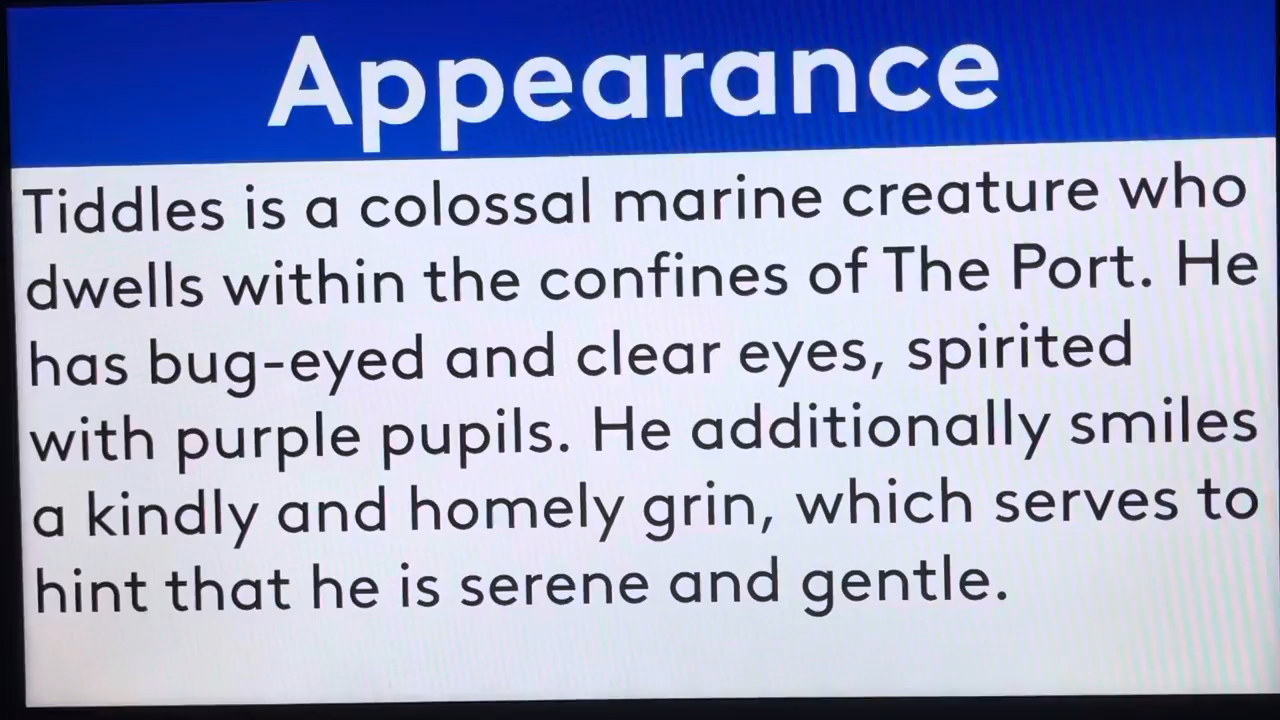 Appearance
Tiddles is a colossal marine creature who
dwells within the confines of The Port. He
has bug-eyed and clear eyes, spirited
with purple pupils. He additionally smiles
a kindly and homely grin, which serves to
hint that he is serene and gentle.